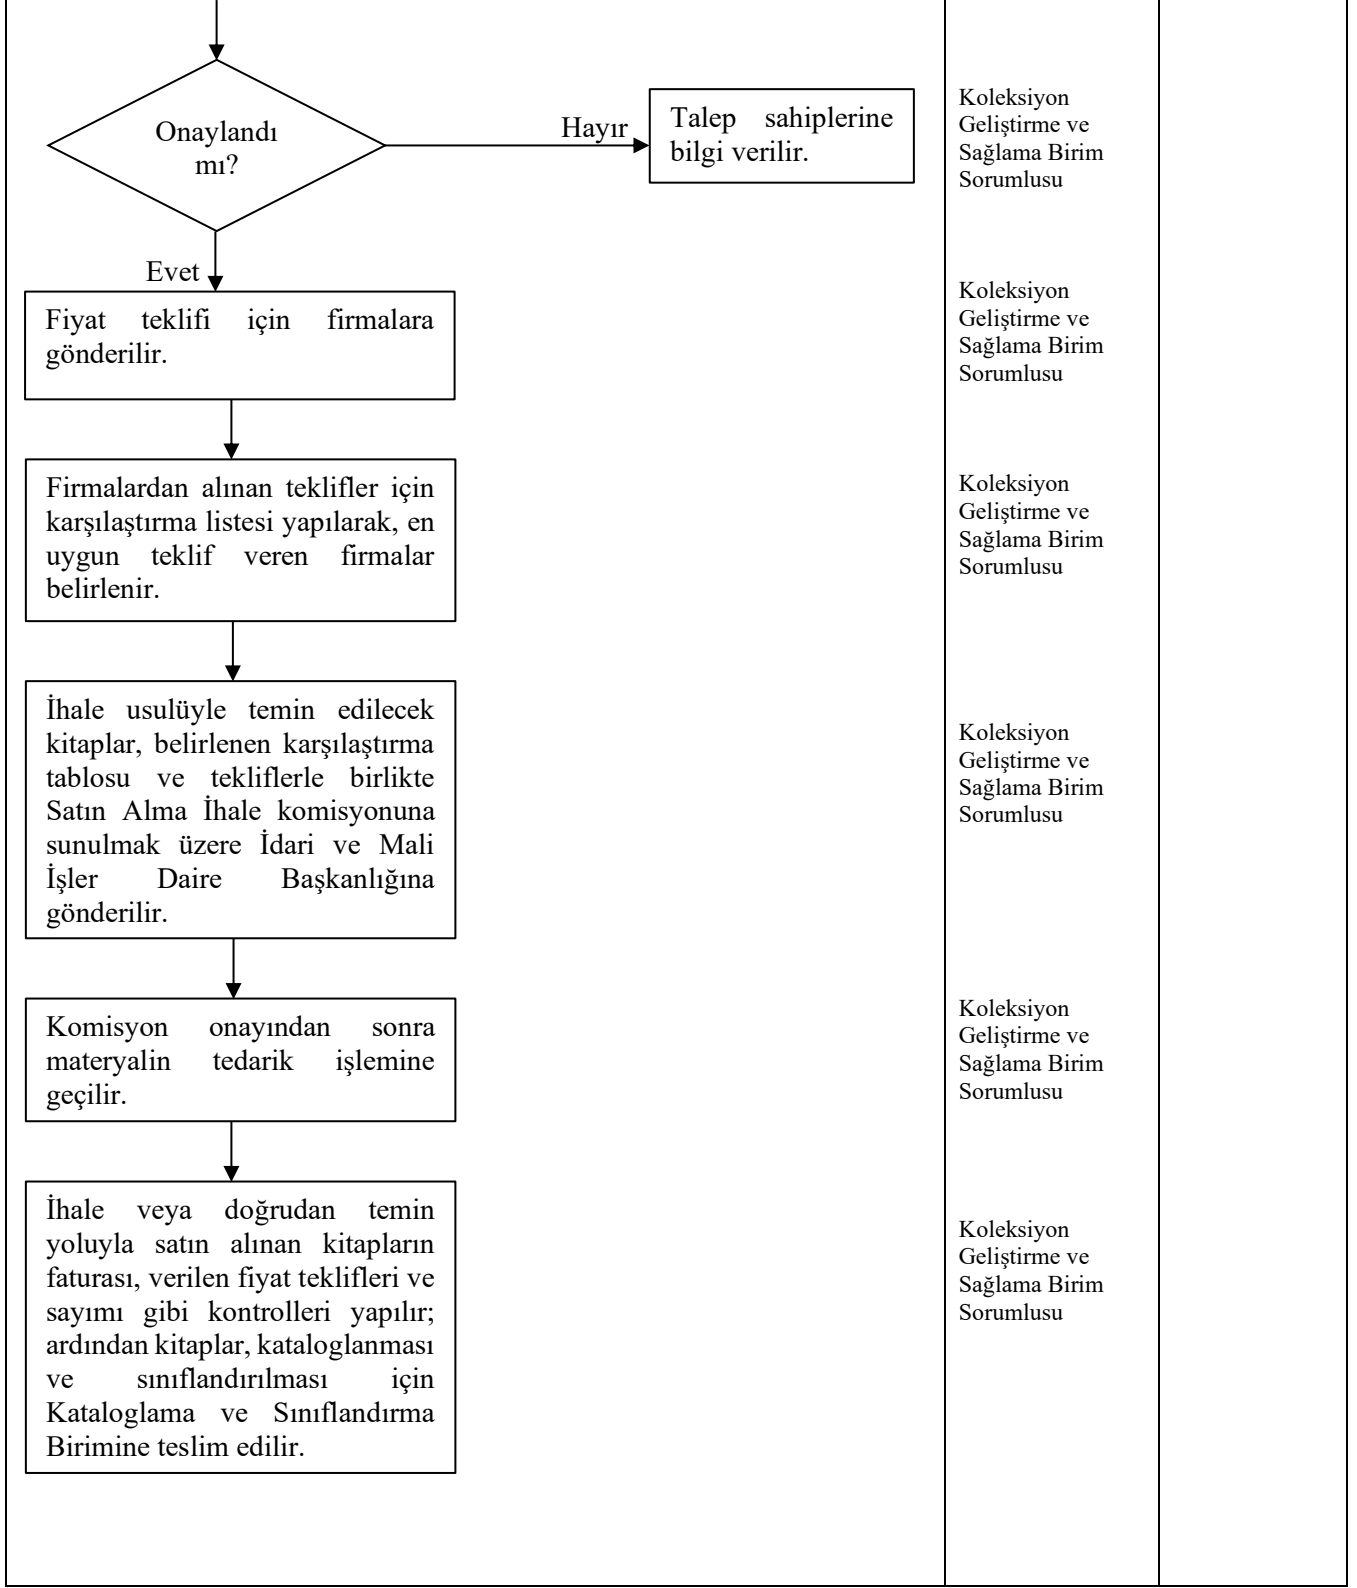 Onaylandı
mı?
Hayır
Talep sahiplerine
bilgi verilir.
Koleksiyon
Geliştirme ve
Sağlama Birim
Sorumlusu
Evet
Fiyat teklifi için firmalara
gönderilir.
Koleksiyon
Geliştirme ve
Sağlama Birim
Sorumlusu
Firmalardan alınan teklifler için
karşılaştırma listesi yapılarak, en
uygun teklif veren firmalar
belirlenir.
Koleksiyon
Geliştirme ve
Sağlama Birim
Sorumlusu
İhale usulüyle temin edilecek
kitaplar, belirlenen karşılaştırma
tablosu ve tekliflerle birlikte
Satın Alma İhale komisyonuna
sunulmak üzere İdari ve Mali
İşler Daire Başkanlığına
gönderilir.
Koleksiyon
Geliştirme ve
Sağlama Birim
Sorumlusu
Komisyon onayından sonra
materyalin tedarik işlemine
geçilir.
Koleksiyon
Geliştirme ve
Sağlama Birim
Sorumlusu
İhale veya doğrudan temin
yoluyla satın alınan kitapların
faturası, verilen fiyat teklifleri ve
sayımı gibi kontrolleri yapılır;
ardından kitaplar, kataloglanması
ve sınıflandırılması için
Kataloglama ve Sınıflandırma
Birimine teslim edilir.
Koleksiyon
Geliştirme ve
Sağlama Birim
Sorumlusu